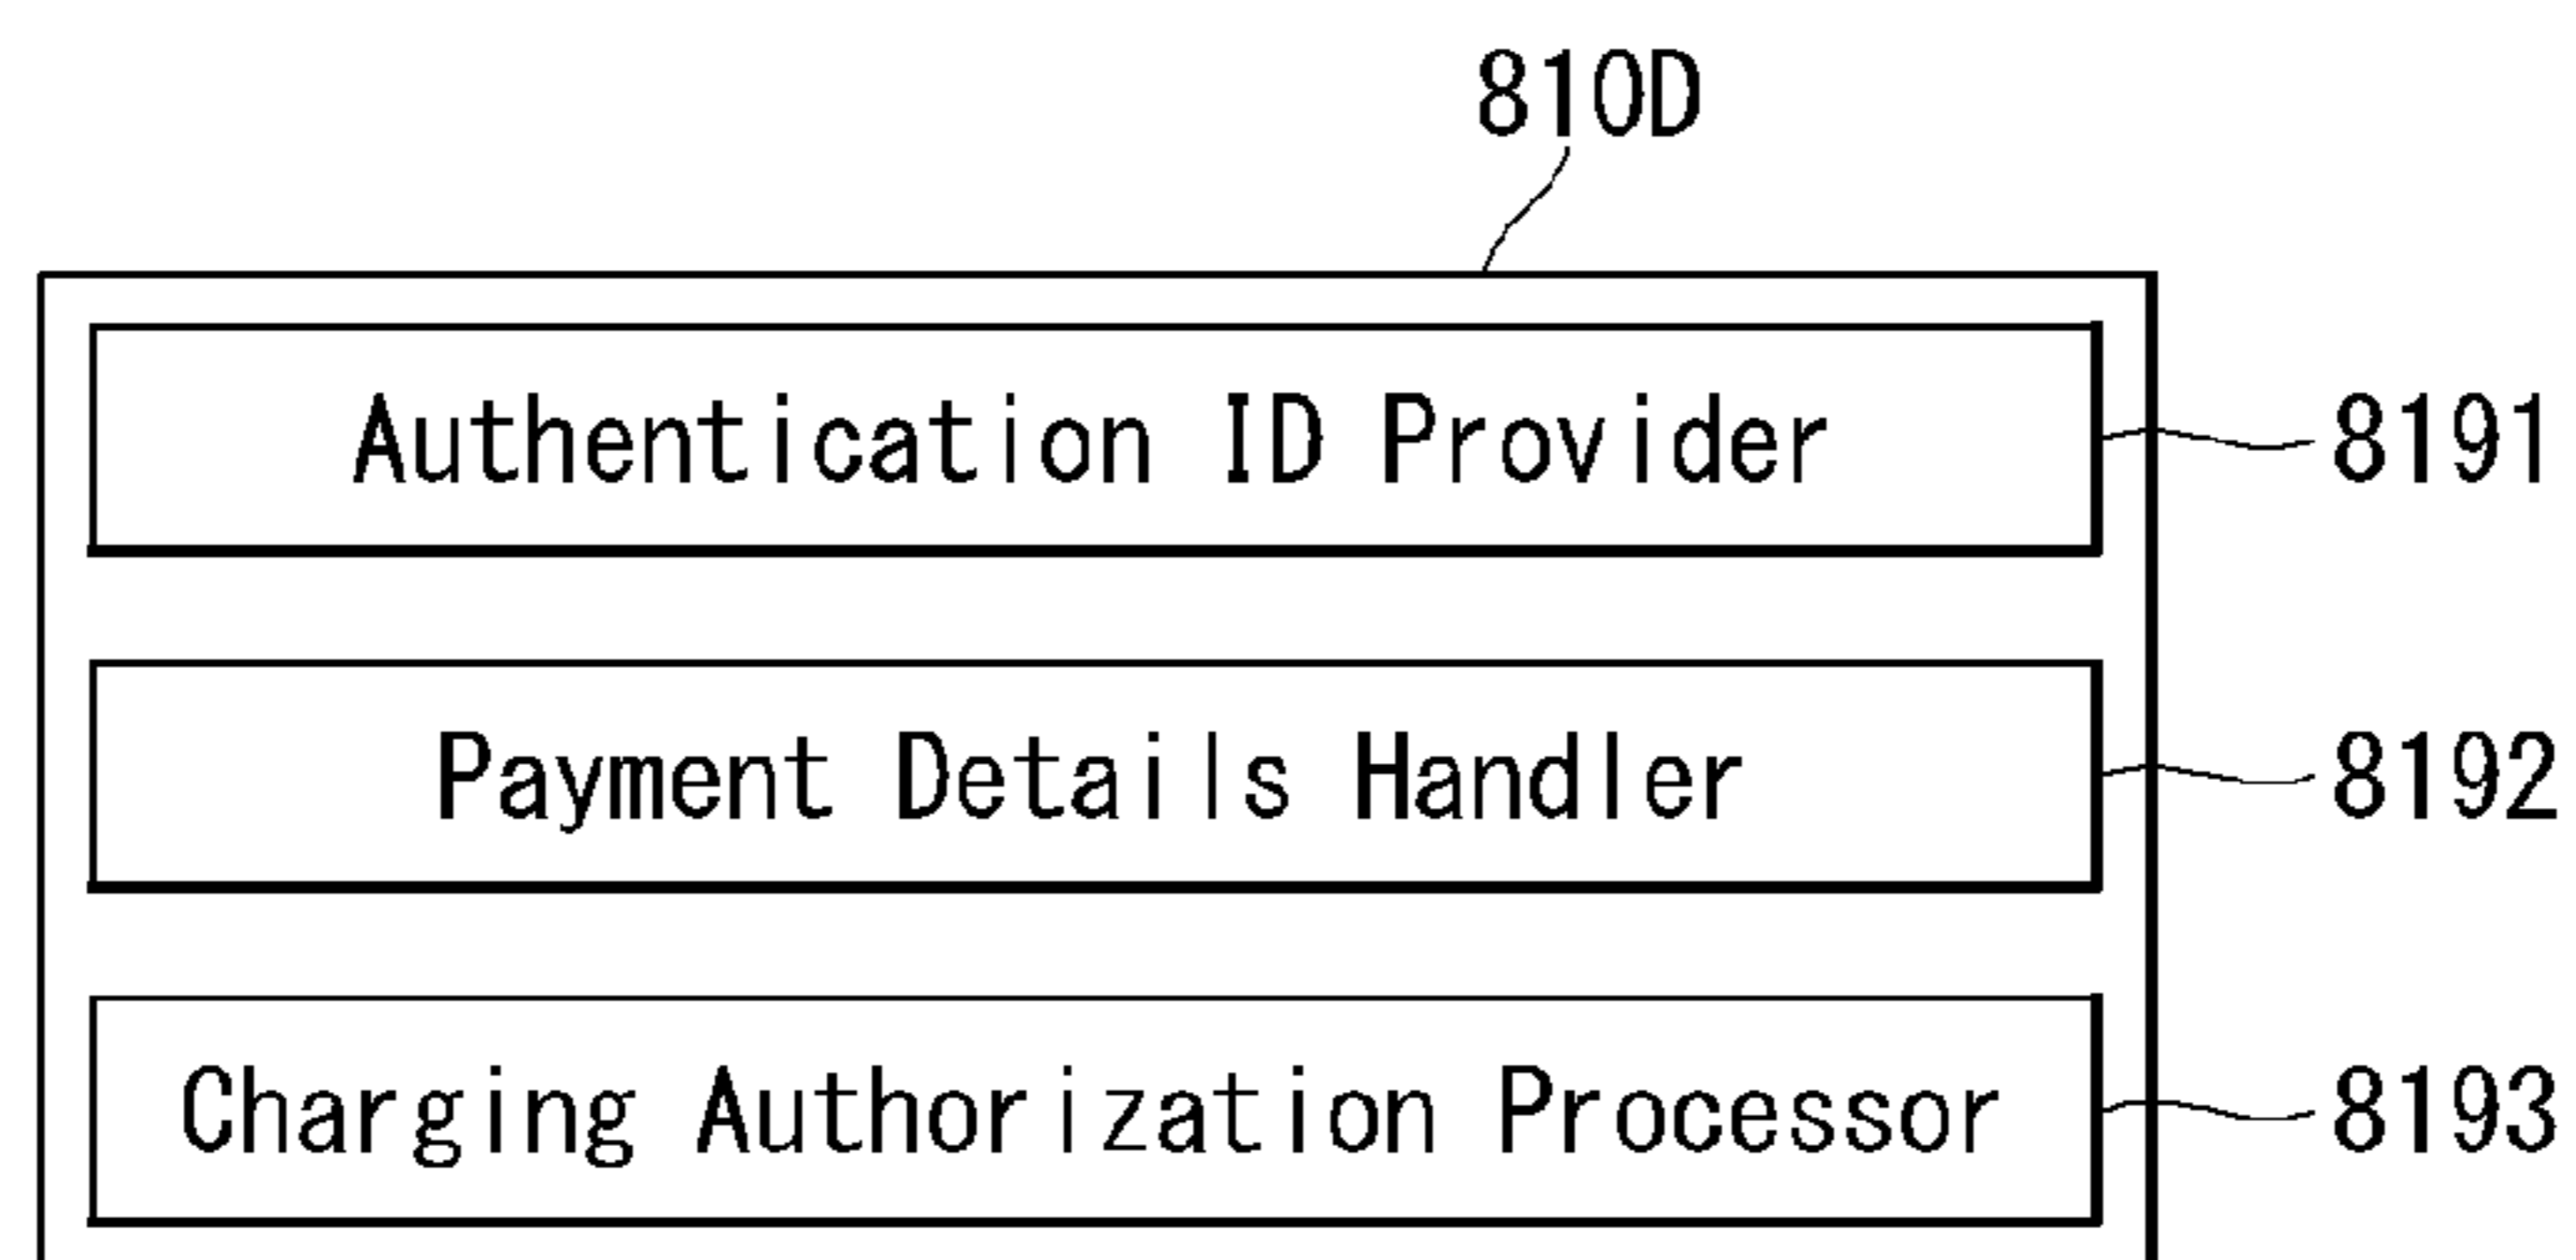 810D
Authentication ID Provider 8191
Payment Details Handler 8192
Charging Authorization Processor 8193